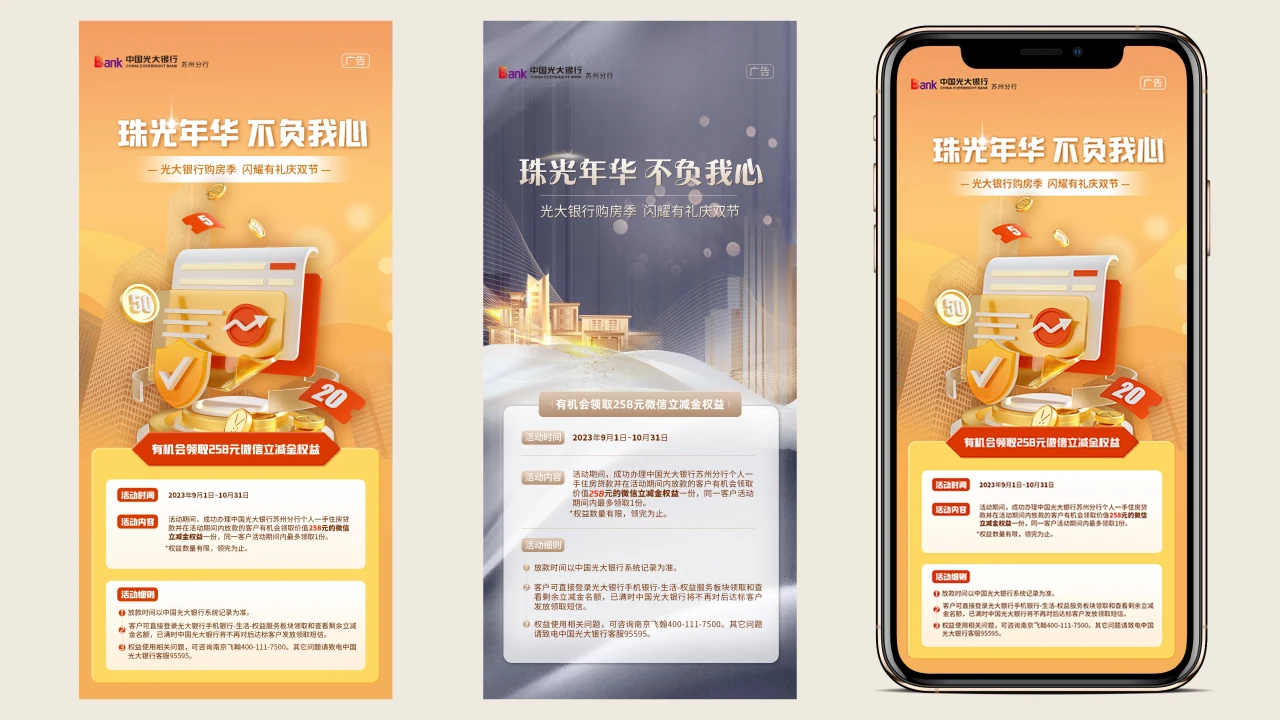 Bank 中国光大银行 CHINA EVERBRIGHT BANK 苏州分行
广告
珠光年华 不负我心
— 光大银行购房季 闪耀有礼庆双节 —
5
50
20
有机会领取258元微信立减金权益
活动时间 2023年9月1日-10月31日
活动内容 活动期间，成功办理中国光大银行苏州分行个人一手住房贷
款并在活动期间内放款的客户有机会领取价值258元的微信
立减金权益一份，同一客户活动期间内最多领取1份。
*权益数量有限，领完为止。
活动细则
1 放款时间以中国光大银行系统记录为准。
2 客户可直接登录光大银行手机银行-生活-权益服务板块领取和查看剩余立减
金名额，已满时中国光大银行将不再对后达标客户发放领取短信。
3 权益使用相关问题，可咨询南京飞翰400-111-7500。其它问题请致电中国
光大银行客服95595。
Bank 中国光大银行 CHINA EVERBRIGHT BANK 苏州分行
广告
珠光年华 不负我心
光大银行购房季 闪耀有礼庆双节
有机会领取258元微信立减金权益
活动时间 2023年9月1日-10月31日
活动内容 活动期间，成功办理中国光大银行苏州分行个人一
手住房贷款并在活动期间内放款的客户有机会领取
价值258元的微信立减金权益一份，同一客户活动
期间内最多领取1份。
*权益数量有限，领完为止。
活动细则
1 放款时间以中国光大银行系统记录为准。
2 客户可直接登录光大银行手机银行-生活-权益服务板块领取和查
看剩余立减金名额，已满时中国光大银行将不再对后达标客户
发放领取短信。
3 权益使用相关问题，可咨询南京飞翰400-111-7500。其它问题
请致电中国光大银行客服95595。
Bank 中国光大银行 CHINA EVERBRIGHT BANK 苏州分行
广告
珠光年华 不负我心
— 光大银行购房季 闪耀有礼庆双节 —
5
50
20
有机会领取258元微信立减金权益
活动时间 2023年9月1日-10月31日
活动内容 活动期间，成功办理中国光大银行苏州分行个人一手住房贷
款并在活动期间内放款的客户有机会领取价值258元的微信
立减金权益一份，同一客户活动期间内最多领取1份。
*权益数量有限，领完为止。
活动细则
1 放款时间以中国光大银行系统记录为准。
2 客户可直接登录光大银行手机银行-生活-权益服务板块领取和查看剩余立减
金名额，已满时中国光大银行将不再对后达标客户发放领取短信。
3 权益使用相关问题，可咨询南京飞翰400-111-7500。其它问题请致电中国
光大银行客服95595。